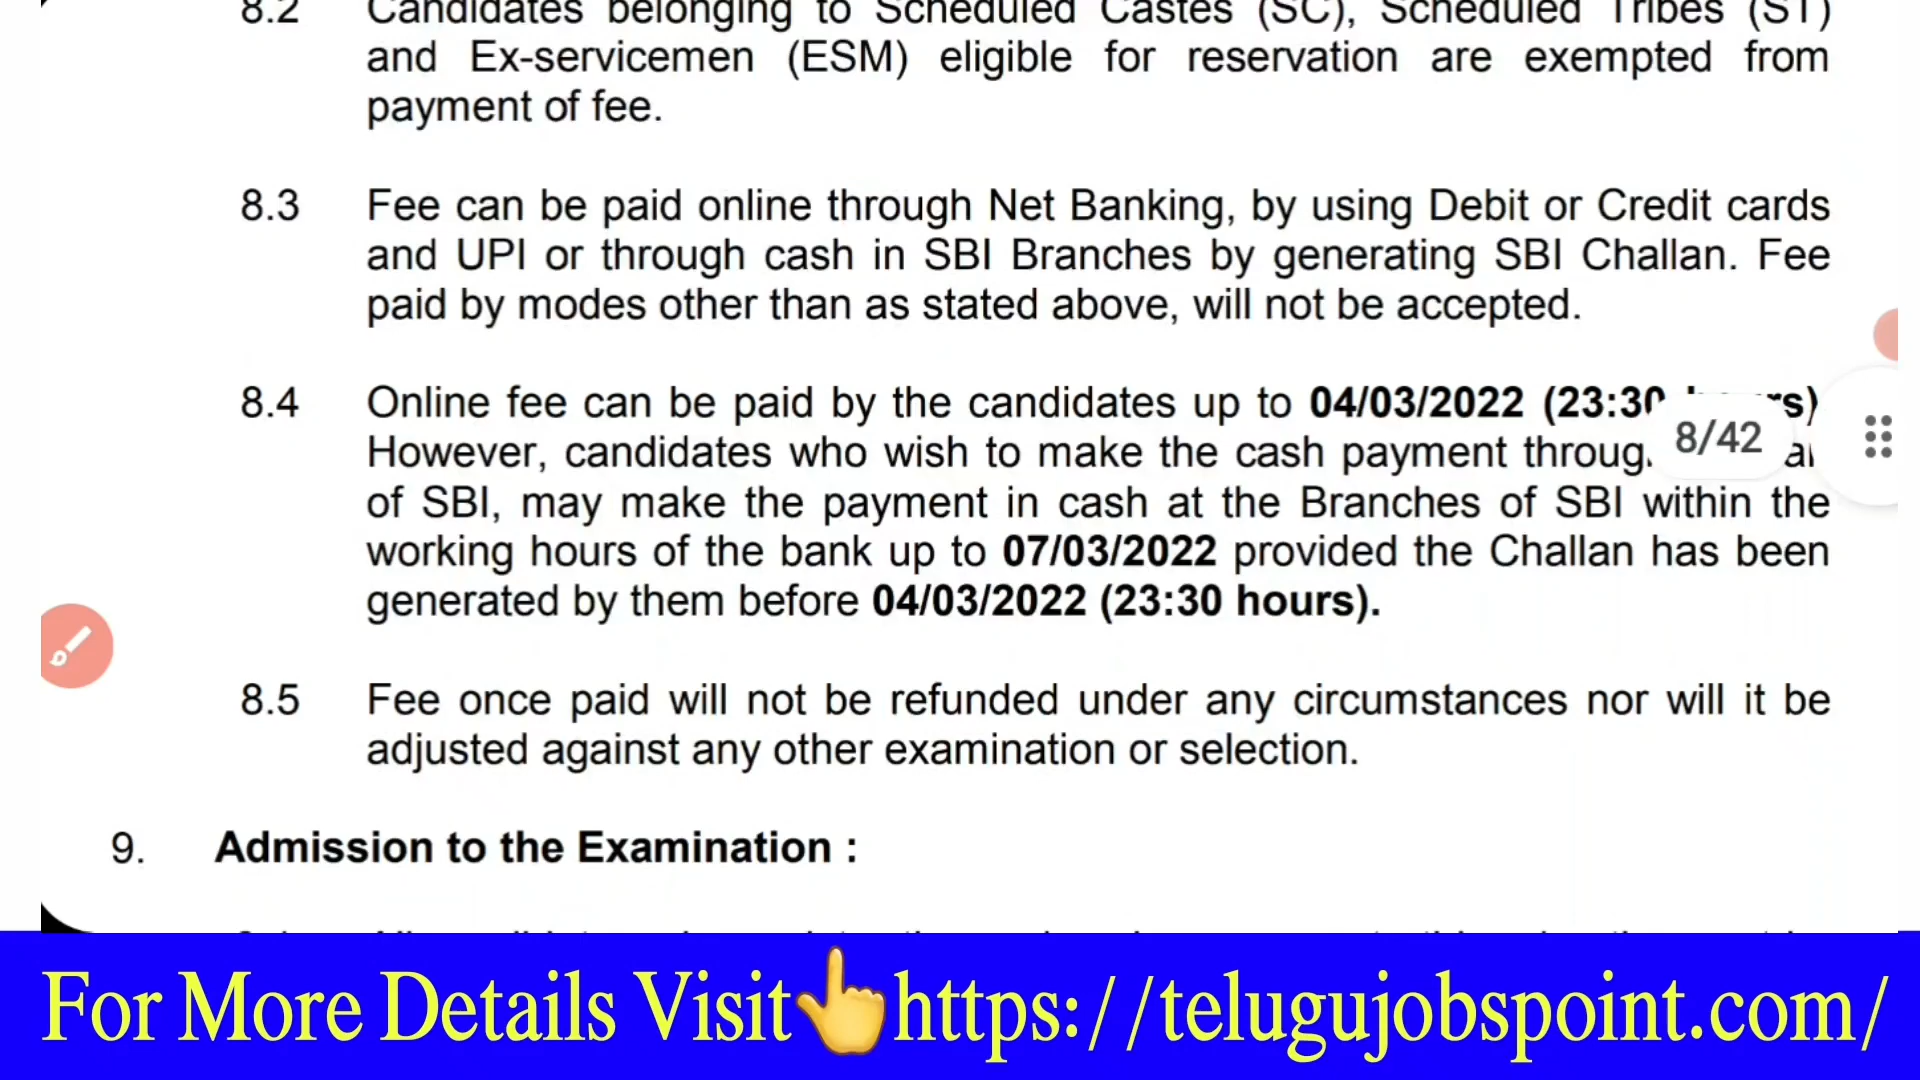 8.2 Candidates belonging to Scheduled Castes (SC), Scheduled Tribes (ST)
and Ex-servicemen (ESM) eligible for reservation are exempted from
payment of fee.
8.3 Fee can be paid online through Net Banking, by using Debit or Credit cards
and UPI or through cash in SBI Branches by generating SBI Challan. Fee
paid by modes other than as stated above, will not be accepted.
8.4 Online fee can be paid by the candidates up to 04/03/2022 (23:30
However, candidates who wish to make the cash payment
8/42
of SBI, may make the payment in cash at the Branches of SBI within the
working hours of the bank up to 07/03/2022 provided the Challan has been
generated by them before 04/03/2022 (23:30 hours).
8.5 Fee once paid will not be refunded under any circumstances nor will it be
adjusted against any other examination or selection.
9. Admission to the Examination :
For More Details Visit https://telugujobspoint.com/